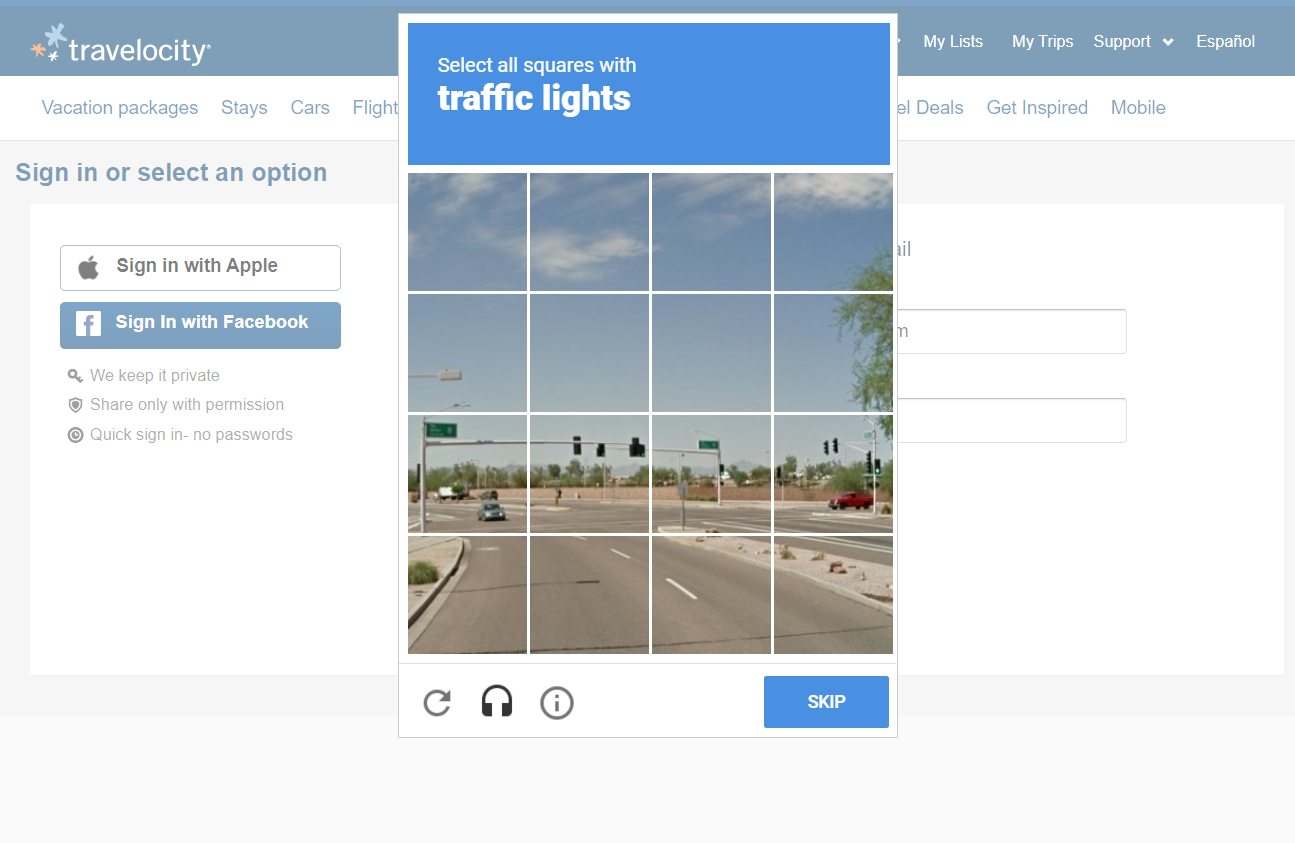 travelocity
My Lists My Trips Support Español
Vacation packages Stays Cars Flight
el Deals Get Inspired Mobile
Sign in or select an option
Sign in with Apple
Sign In with Facebook
We keep it private
Share only with permission
Quick sign in- no passwords
Select all squares with
traffic lights
SKIP
ail
m